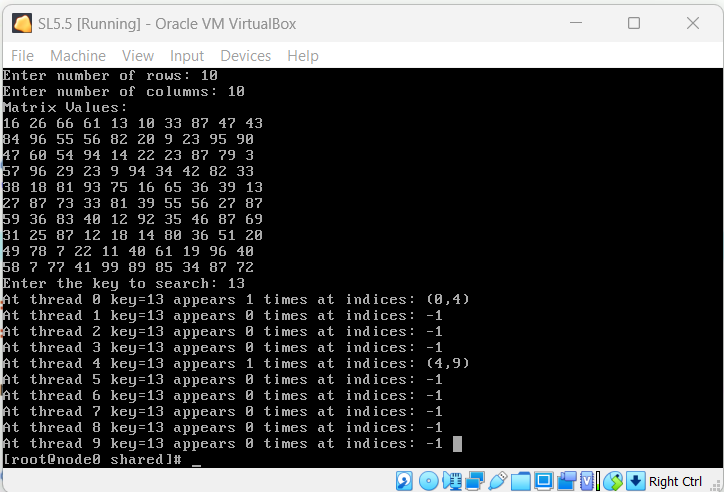 SL5.5 [Running] - Oracle VM VirtualBox
File Machine View Input Devices Help
Enter number of rows: 10
Enter number of columns: 10
Matrix Values:
16 26 66 61 13 10 33 87 47 43
84 96 55 56 82 20 9 23 95 90
47 60 54 94 14 22 23 87 79 3
57 96 29 23 9 94 34 42 82 33
38 18 81 93 75 16 65 36 39 13
27 87 73 33 81 39 55 56 27 87
59 36 83 40 12 92 35 46 87 69
31 25 87 12 18 14 80 36 51 20
49 78 7 22 11 40 61 19 96 40
58 7 77 41 99 89 85 34 87 72
Enter the key to search: 13
At thread 0 key=13 appears 1 times at indices: (0,4)
At thread 1 key=13 appears 0 times at indices: -1
At thread 2 key=13 appears 0 times at indices: -1
At thread 3 key=13 appears 0 times at indices: -1
At thread 4 key=13 appears 1 times at indices: (4,9)
At thread 5 key=13 appears 0 times at indices: -1
At thread 6 key=13 appears 0 times at indices: -1
At thread 7 key=13 appears 0 times at indices: -1
At thread 8 key=13 appears 0 times at indices: -1
At thread 9 key=13 appears 0 times at indices: -1
[root@node0 shared]# _
Right Ctrl